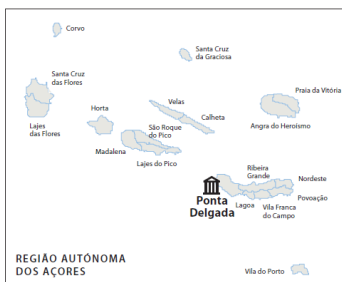 Corvo
Santa Cruz
da Graciosa
Santa Cruz
das Flores
Praia da Vitória
Velas
Horta
Calheta
Lajes
das Flores
São Roque
do Pico
Angra do Heroísmo
Madalena
Lajes do Pico
Ribeira
Grande
Nordeste
Ponta
Delgada
Lagoa
Povoação
Vila Franca
do Campo
REGIÃO AUTÓNOMA
DOS AÇORES
Vila do Porto